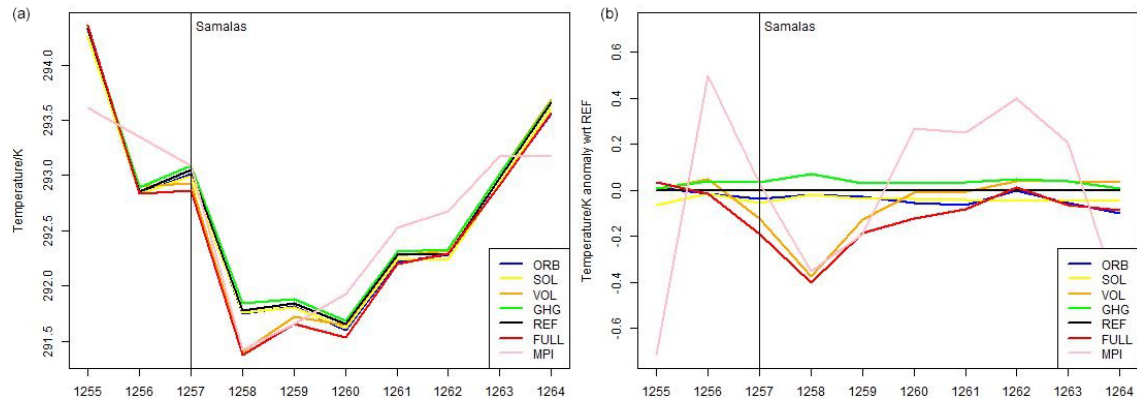 (a)
Samalas
Temperature/K
294.0
293.5
293.0
292.5
292.0
291.5
ORB
SOL
VOL
GHG
REF
FULL
MPI
1255 1256 1257 1258 1259 1260 1261 1262 1263 1264
(b)
Samalas
Temperature/K anomaly wrt REF
0.6
0.4
0.2
0.0
-0.2
-0.4
-0.6
ORB
SOL
VOL
GHG
REF
FULL
MPI
1255 1256 1257 1258 1259 1260 1261 1262 1263 1264